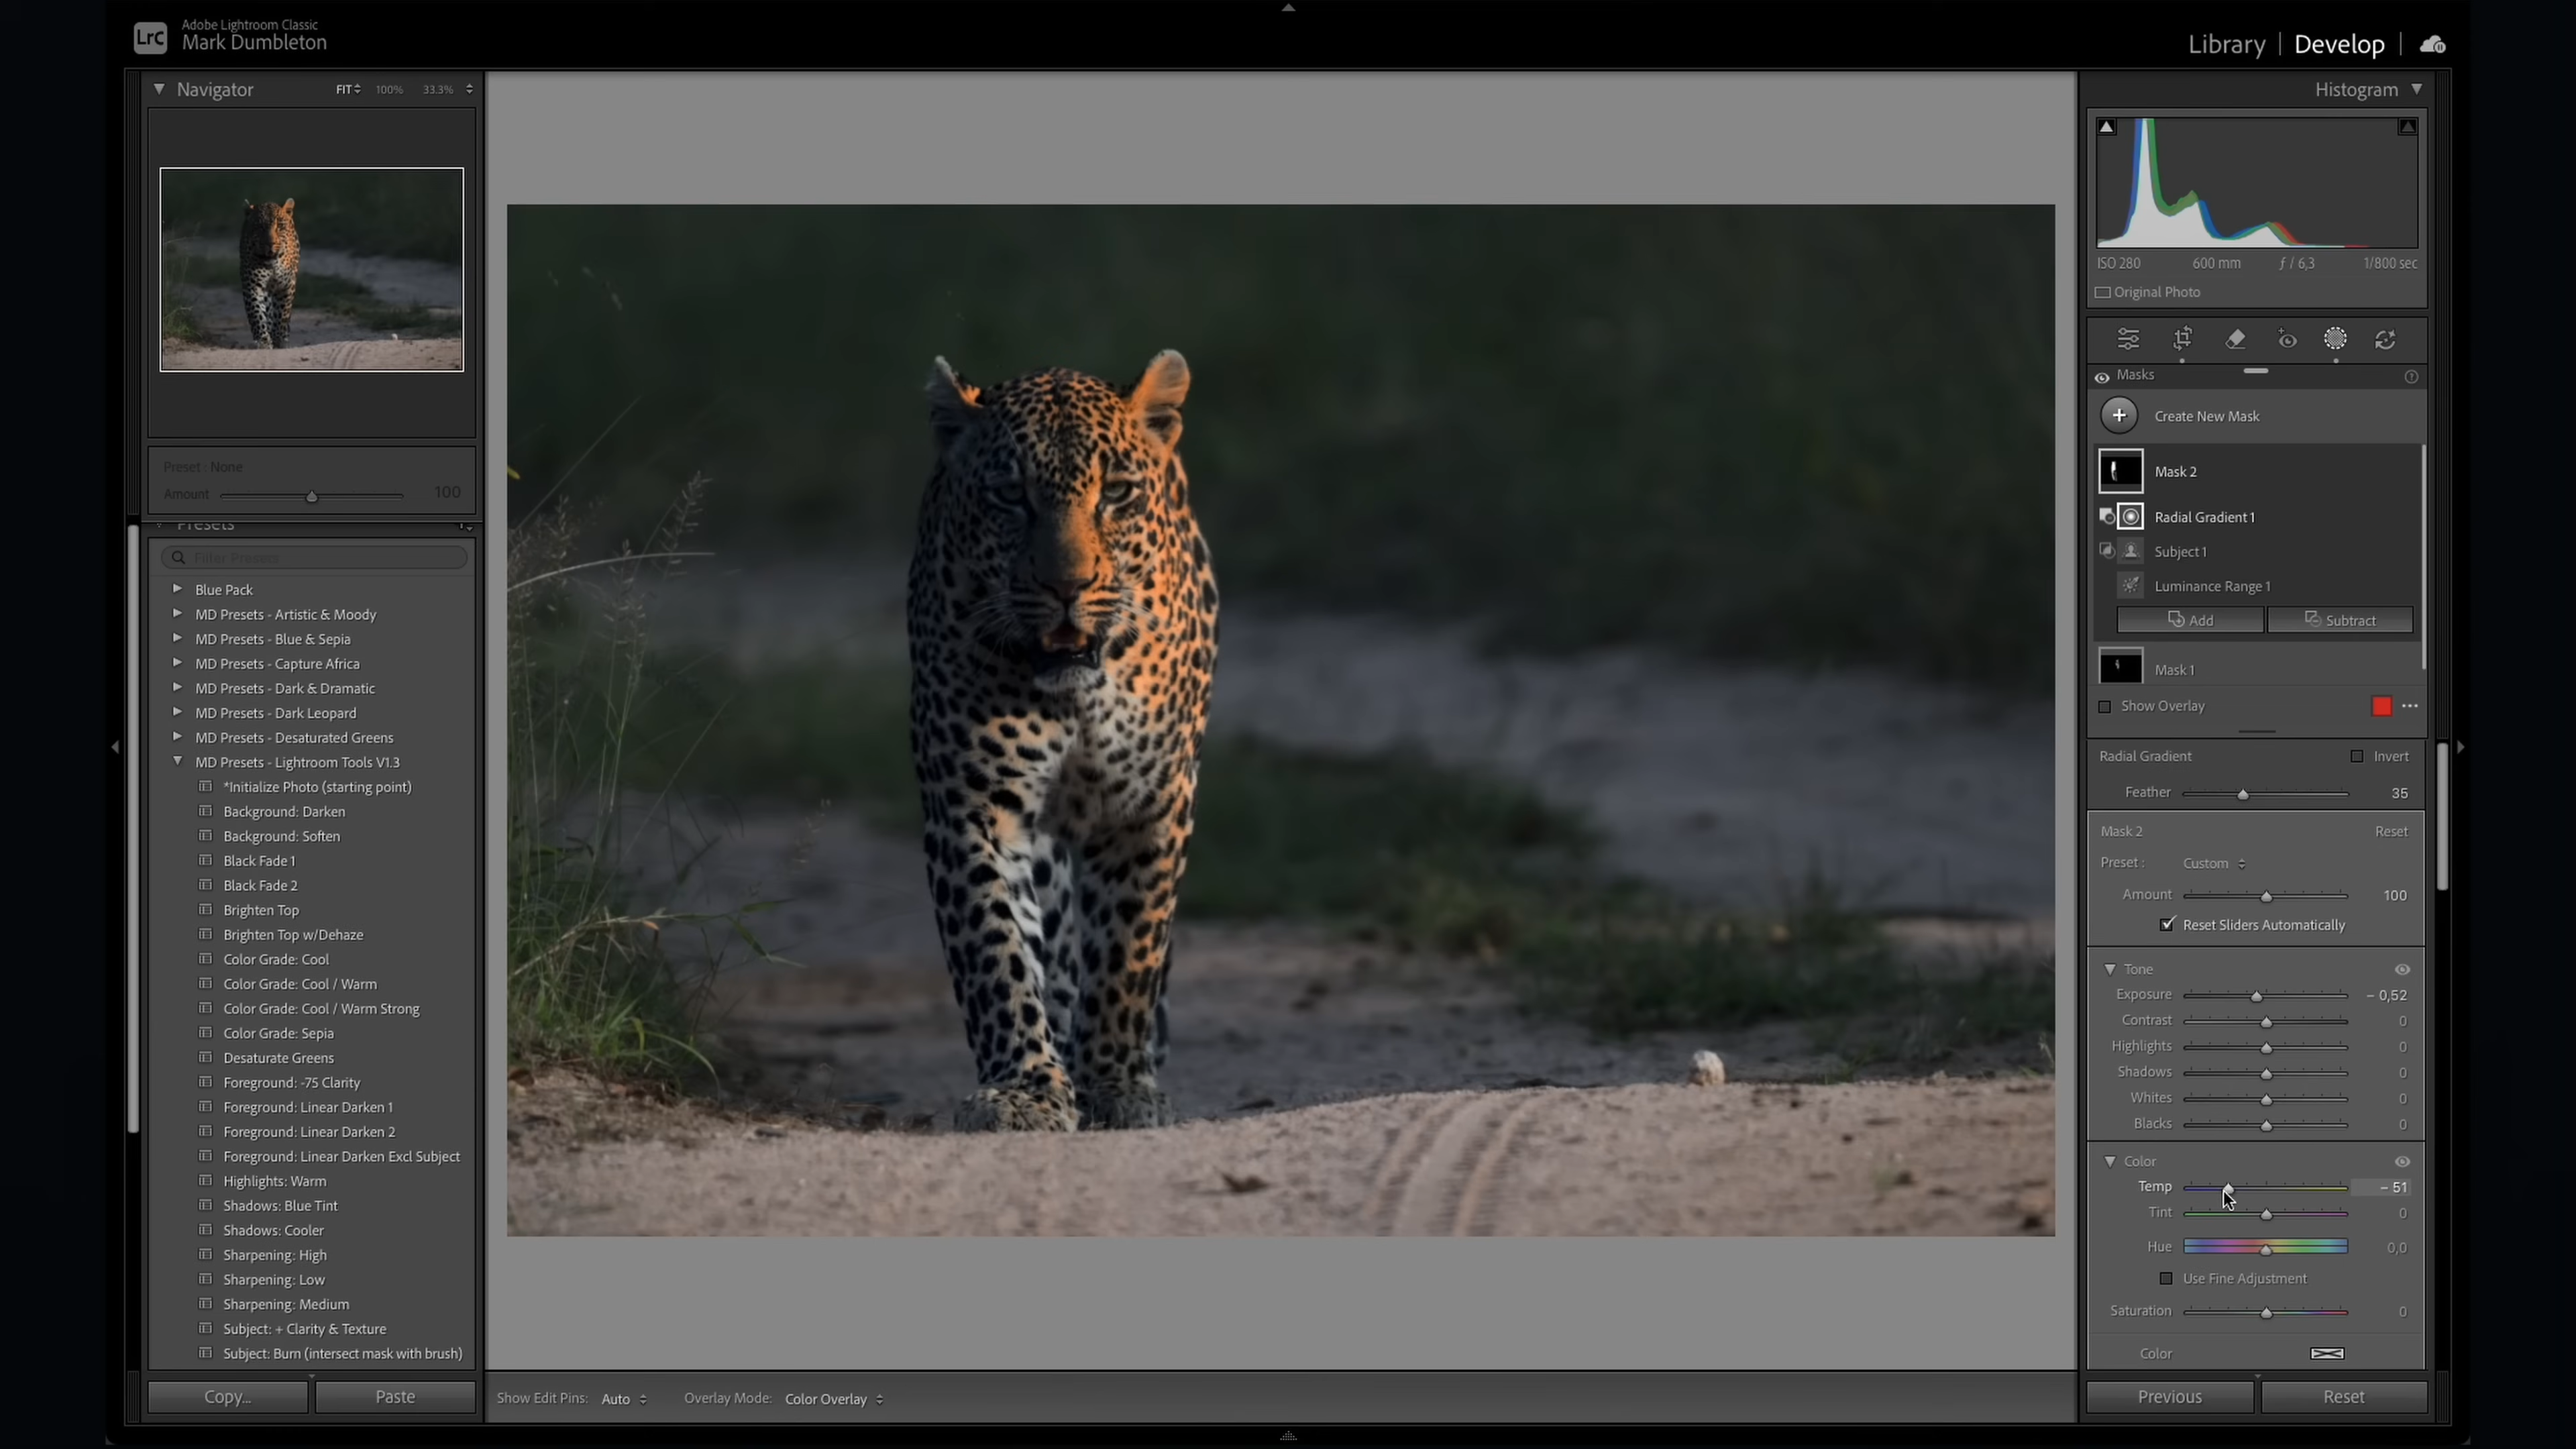 Lrc
Adobe Lightroom Classic
Mark Dumbleton
Library | Develop |
Navigator FIT 100% 33.3%
Preset : None
Amount 100
Presets
Filter Presets
Blue Pack
MD Presets - Artistic & Moody
MD Presets - Blue & Sepia
MD Presets - Capture Africa
MD Presets - Dark & Dramatic
MD Presets - Dark Leopard
MD Presets - Desaturated Greens
MD Presets - Lightroom Tools V1.3
*Initialize Photo (starting point)
Background: Darken
Background: Soften
Black Fade 1
Black Fade 2
Brighten Top
Brighten Top w/Dehaze
Color Grade: Cool
Color Grade: Cool / Warm
Color Grade: Cool / Warm Strong
Color Grade: Sepia
Desaturate Greens
Foreground: -75 Clarity
Foreground: Linear Darken 1
Foreground: Linear Darken 2
Foreground: Linear Darken Excl Subject
Highlights: Warm
Shadows: Blue Tint
Shadows: Cooler
Sharpening: High
Sharpening: Low
Sharpening: Medium
Subject: + Clarity & Texture
Subject: Burn (intersect mask with brush)
Copy... Paste
Show Edit Pins: Auto Overlay Mode: Color Overlay
Histogram
ISO 280 600 mm ƒ / 6,3 1/800 sec
Original Photo
Masks
Create New Mask
Mask 2
Radial Gradient 1
Subject 1
Luminance Range 1
Add Subtract
Mask 1
Show Overlay
Radial Gradient Invert
Feather 35
Mask 2 Reset
Preset : Custom
Amount 100
Reset Sliders Automatically
Tone
Exposure – 0,52
Contrast 0
Highlights 0
Shadows 0
Whites 0
Blacks 0
Color
Temp – 51
Tint 0
Hue 0,0
Use Fine Adjustment
Saturation 0
Color
Previous Reset